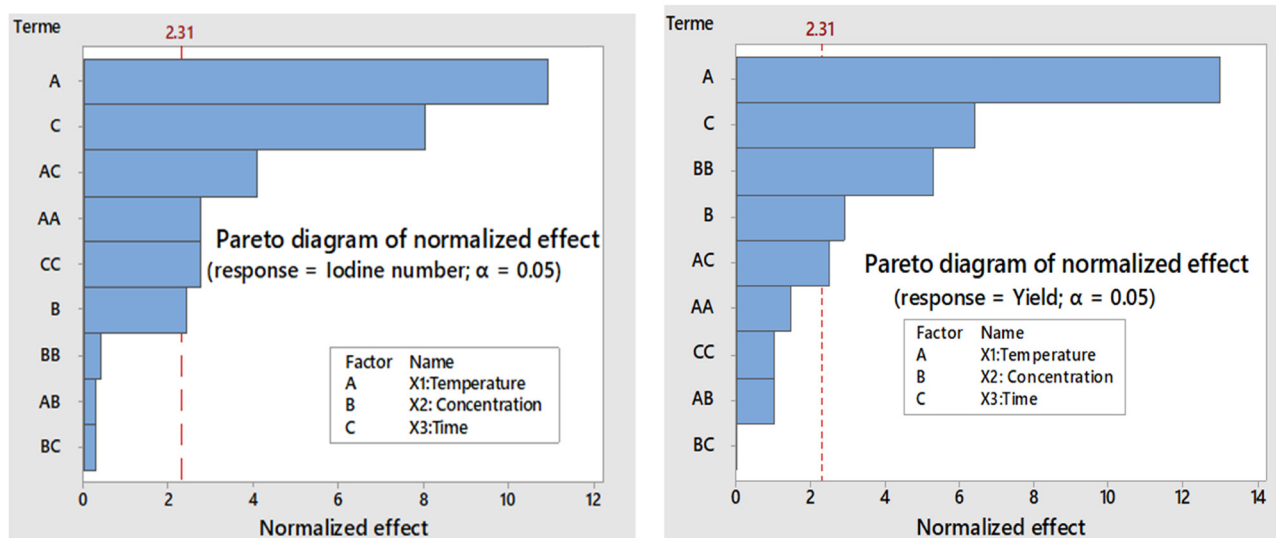 Terme
2.31
A
C
AC
AA
CC
B
BB
AB
BC
Pareto diagram of normalized effect
(response = Iodine number; α = 0.05)
Factor Name
A X1:Temperature
B X2: Concentration
C X3:Time
0 2 4 6 8 10 12
Normalized effect
Terme
2.31
A
C
BB
B
AC
AA
CC
AB
BC
Pareto diagram of normalized effect
(response = Yield; α = 0.05)
Factor Name
A X1:Temperature
B X2: Concentration
C X3:Time
0 2 4 6 8 10 12 14
Normalized effect